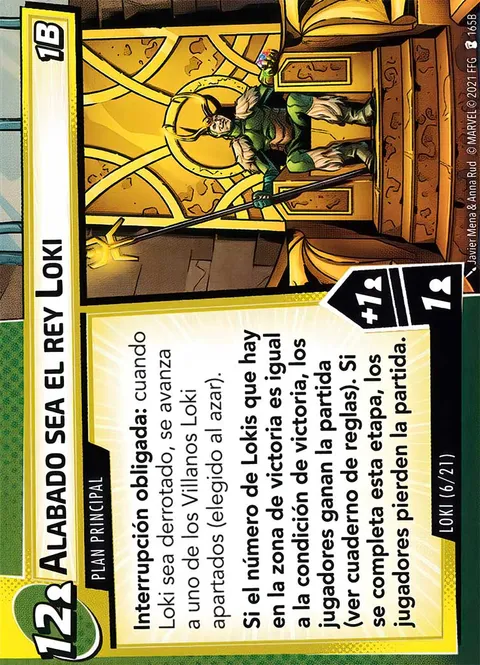 12
ALABADO SEA EL REY LOKI
1B
PLAN PRINCIPAL
Interrupción obligada: cuando
Loki sea derrotado, se avanza
a uno de los Villanos Loki
apartados (elegido al azar).
Si el número de Lokis que hay
en la zona de victoria es igual
a la condición de victoria, los
jugadores ganan la partida
(ver cuaderno de reglas). Si
se completa esta etapa, los
jugadores pierden la partida.
+1
1
LOKI (6/21)
Javier Mena & Anna Rud © MARVEL © 2021 FFG 165B